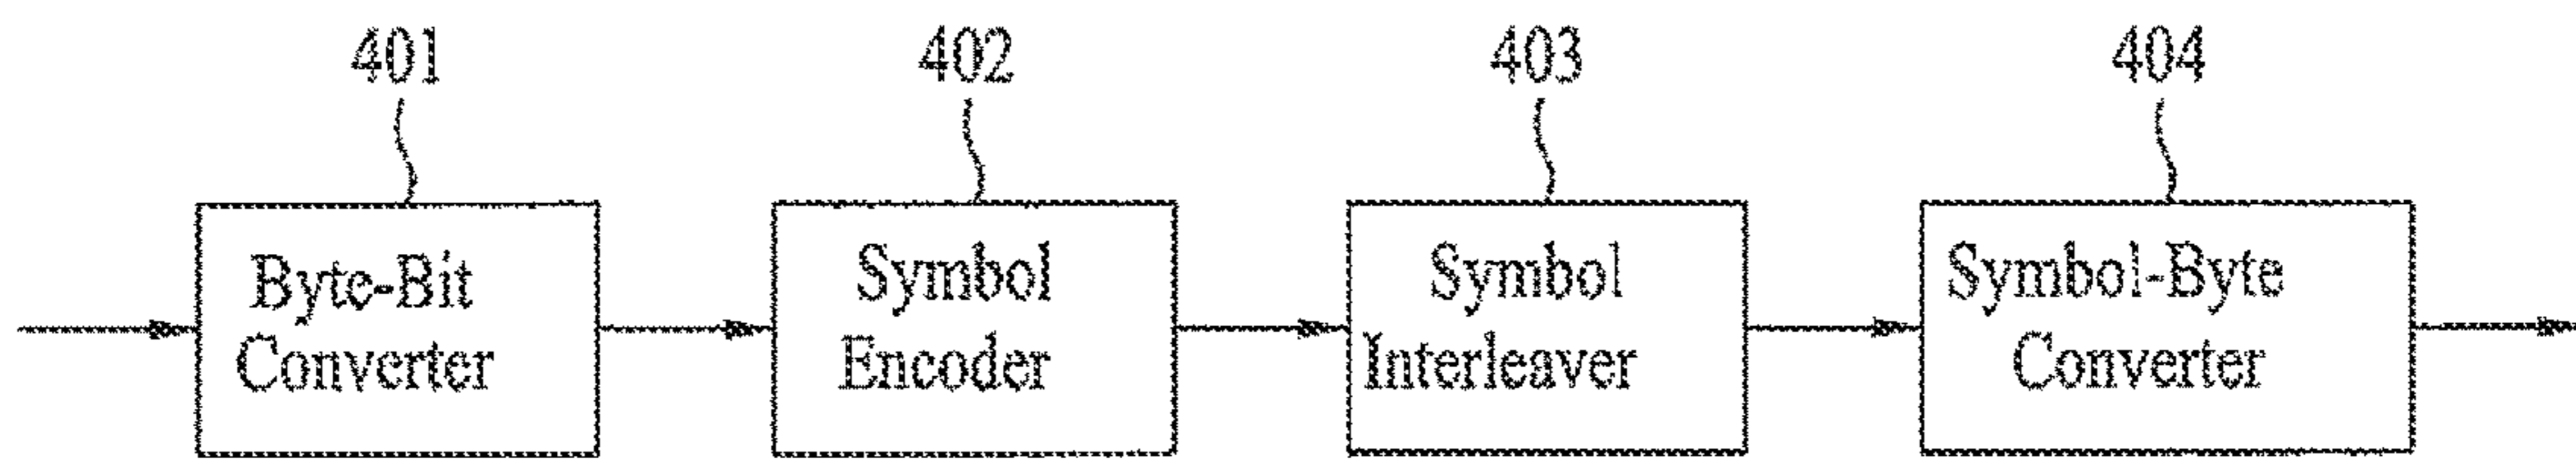 401
402
403
404
Byte-Bit
Converter
Symbol
Encoder
Symbol
Interleaver
Symbol-Byte
Converter